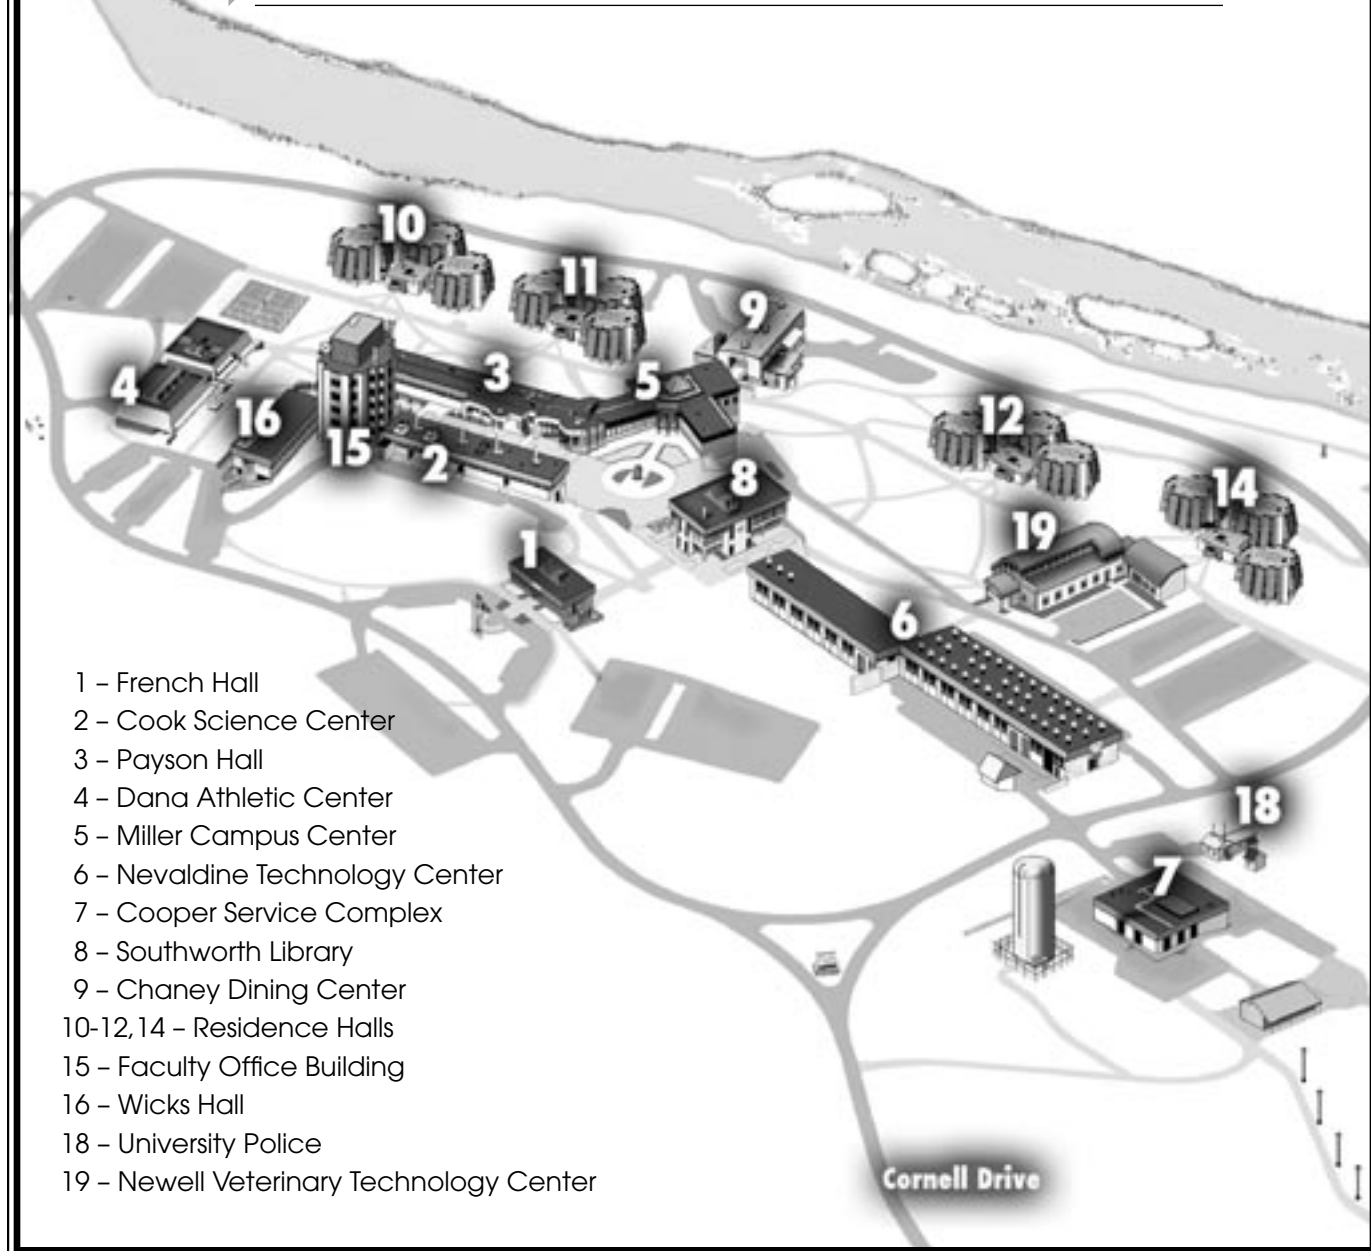 10
11
9
4
16
3
5
12
15
2
8
14
1
19
6
18
7
1 – French Hall
2 – Cook Science Center
3 – Payson Hall
4 – Dana Athletic Center
5 – Miller Campus Center
6 – Nevaldine Technology Center
7 – Cooper Service Complex
8 – Southworth Library
9 – Chaney Dining Center
10-12,14 – Residence Halls
15 – Faculty Office Building
16 – Wicks Hall
18 – University Police
19 – Newell Veterinary Technology Center
Cornell Drive